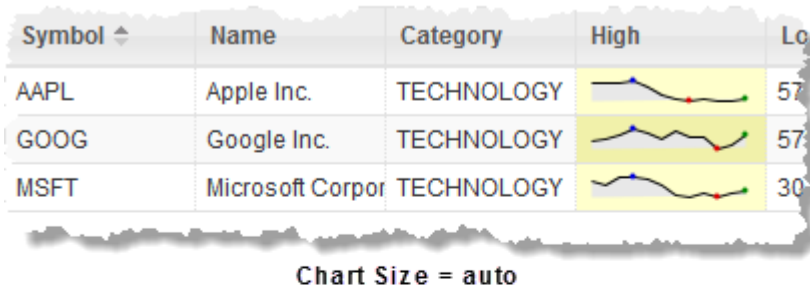 Symbol Name Category High Lo
AAPL Apple Inc. TECHNOLOGY 57
GOOG Google Inc. TECHNOLOGY 57
MSFT Microsoft Corpor TECHNOLOGY 30
Chart Size = auto